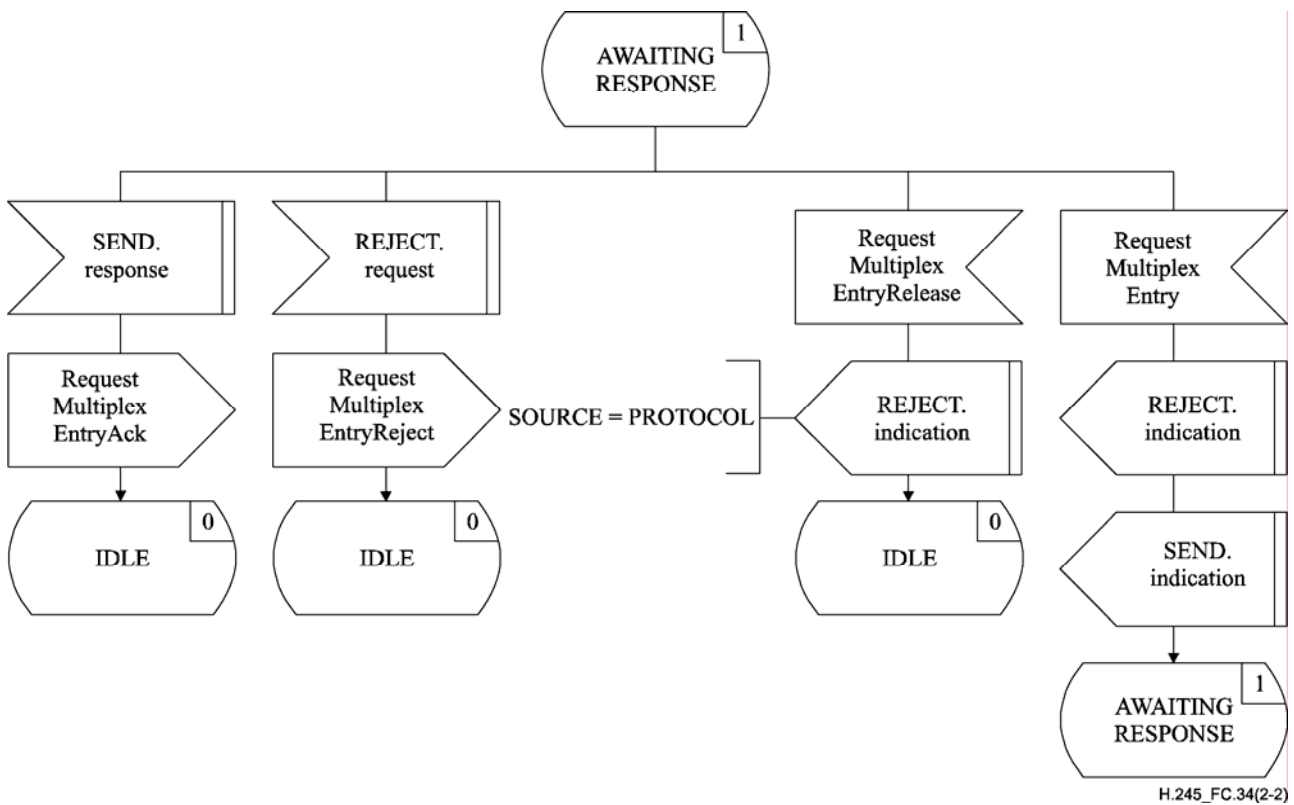 1
AWAITING
RESPONSE
SEND.
response
REJECT.
request
Request
Multiplex
EntryRelease
Request
Multiplex
Entry
Request
Multiplex
EntryAck
Request
Multiplex
EntryReject
SOURCE = PROTOCOL
REJECT.
indication
REJECT.
indication
0
IDLE
0
IDLE
0
IDLE
SEND.
indication
1
AWAITING
RESPONSE
H.245_FC.34(2-2)